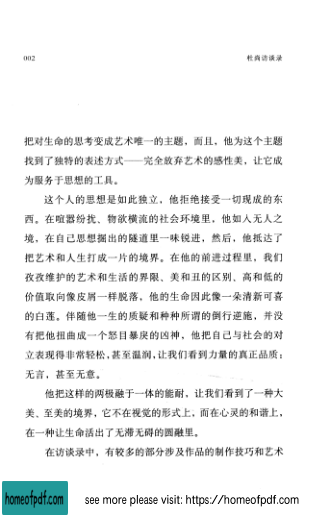 002 杜尚访谈录
把对生命的思考变成艺术唯一的主题，而且，他为这个主题
找到了独特的表述方式——完全放弃艺术的感性美，让它成
为服务于思想的工具。
这个人的思想是如此独立，他拒绝接受一切现成的东
西。在喧嚣纷扰、物欲横流的社会环境里，他如入无人之
境，在自己思想掘出的隧道里一味锐进，然后，他抵达了
把艺术和人生打成一片的境界。在他的前进过程里，我们
孜孜维护的艺术和生活的界限、美和丑的区别、高和低的
价值取向像皮屑一样脱落，他的生命因此像一朵清新可喜
的白莲。伴随他一生的质疑和种种所谓的倒行逆施，并没
有把他扭曲成一个怒目暴戾的凶神，他把自己与社会的对
立表现得非常轻松，甚至温润，让我们看到力量的真正品质：
无言，甚至无意。
他把这样的两极融于一体的能耐，让我们看到了一种大
美、至美的境界，它不在视觉的形式上，而在心灵的和谐上，
在一种让生命活出了无滞无碍的圆融里。
在访谈录中，有较多的部分涉及作品的制作技巧和艺术
homeofpdf.com see more please visit: https://homeofpdf.com